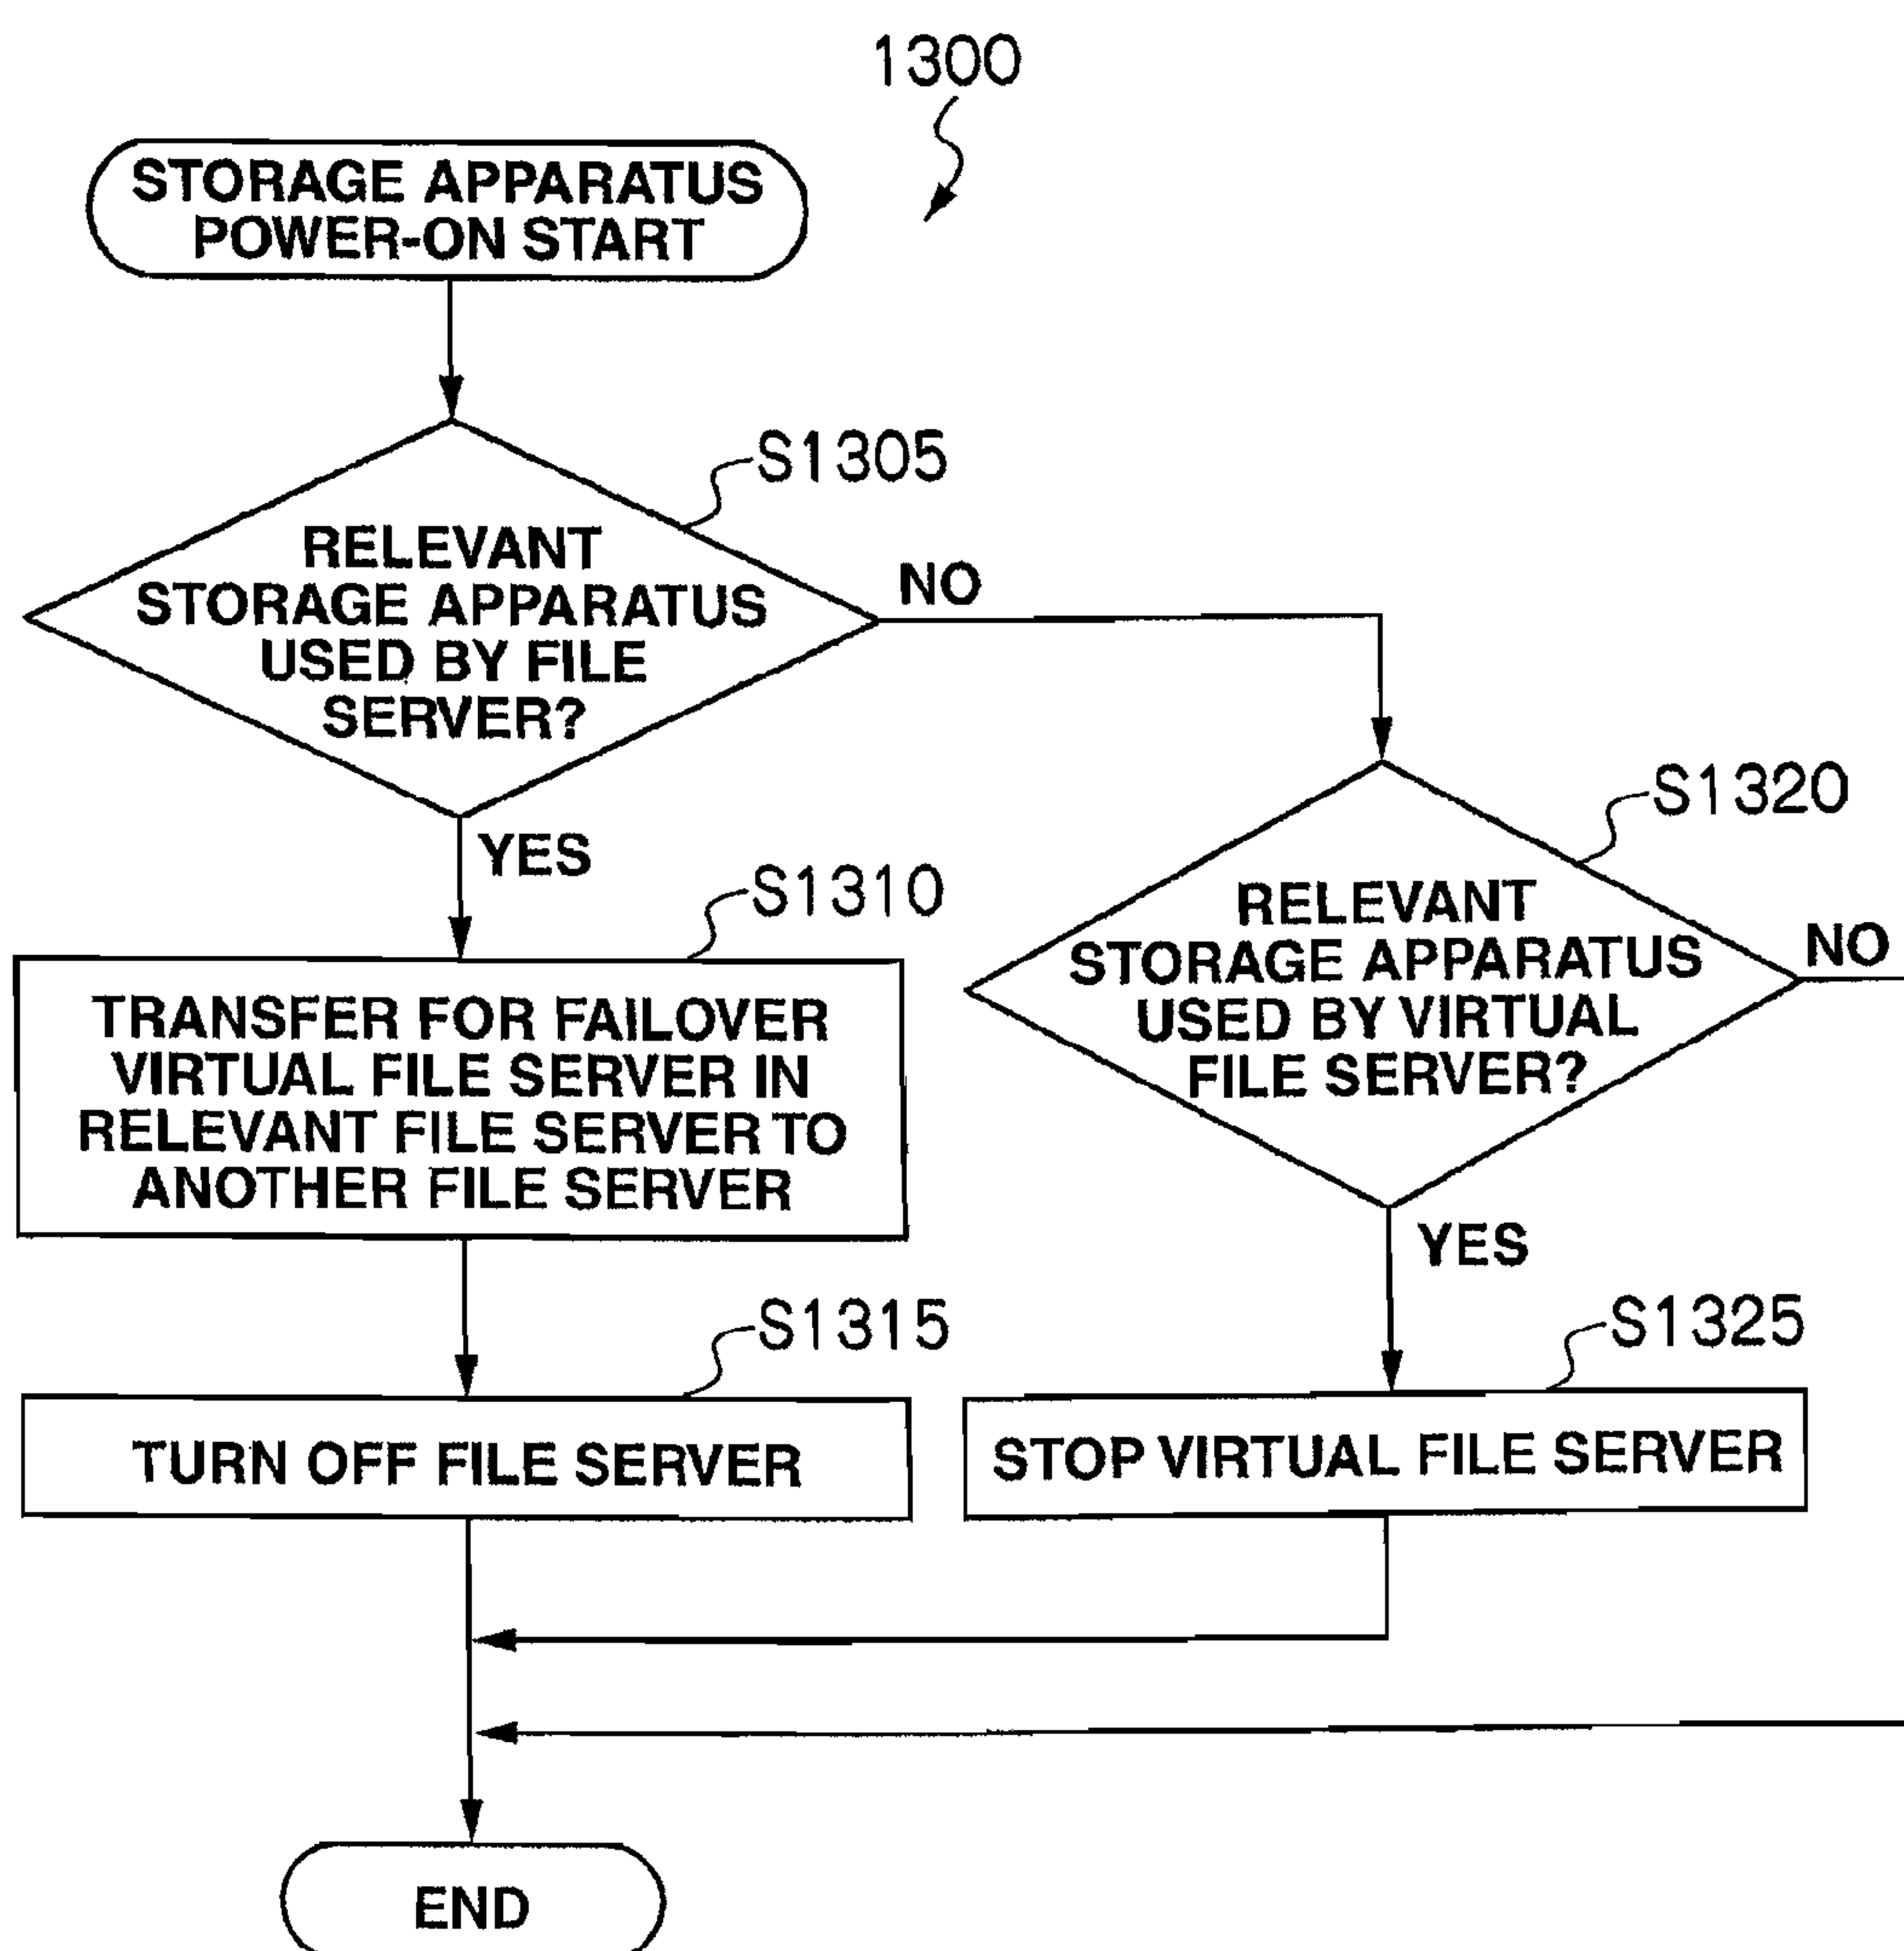 1300
STORAGE APPARATUS
POWER-ON START
S1305
RELEVANT
STORAGE APPARATUS
USED BY FILE
SERVER?
NO
YES
S1310
TRANSFER FOR FAILOVER
VIRTUAL FILE SERVER IN
RELEVANT FILE SERVER TO
ANOTHER FILE SERVER
S1320
RELEVANT
STORAGE APPARATUS
USED BY VIRTUAL
FILE SERVER?
NO
YES
S1315
TURN OFF FILE SERVER
S1325
STOP VIRTUAL FILE SERVER
END